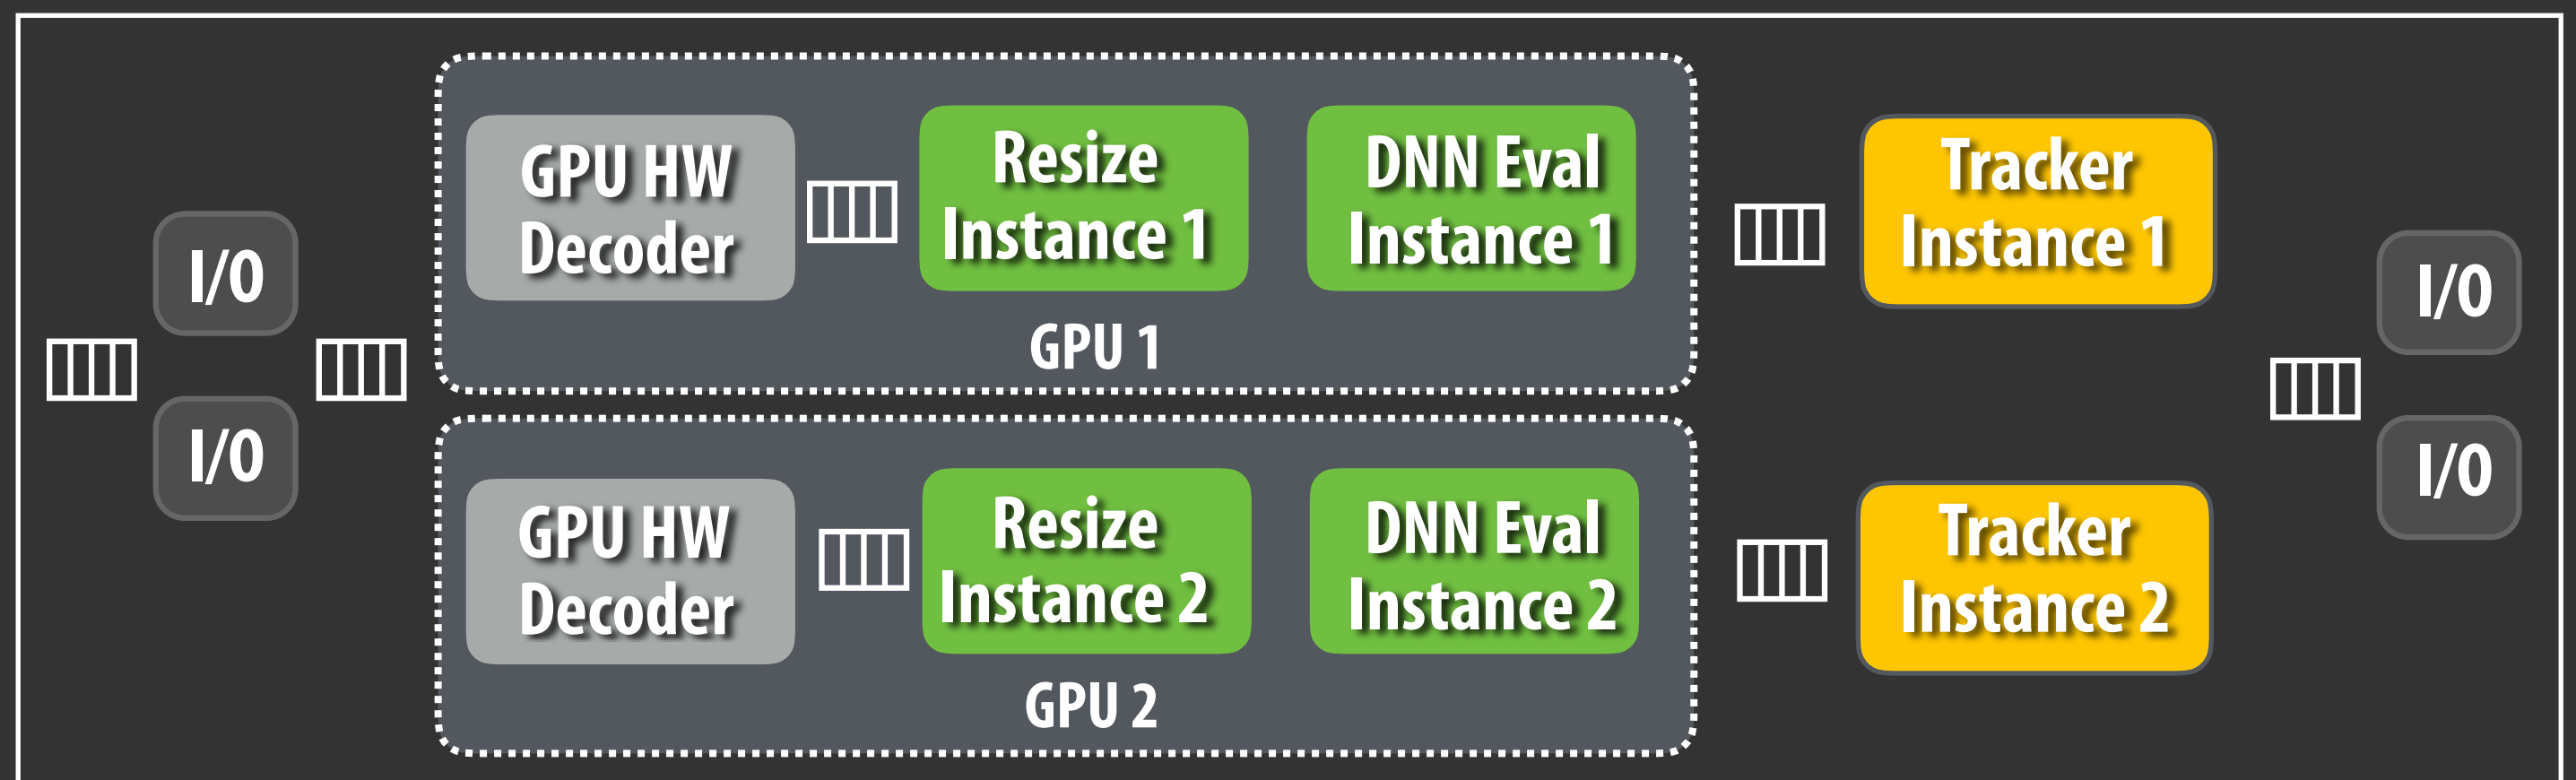 I/O
I/O
GPU HW
Decoder
Resize
Instance 1
DNN Eval
Instance 1
GPU 1
GPU HW
Decoder
Resize
Instance 2
DNN Eval
Instance 2
GPU 2
Tracker
Instance 1
Tracker
Instance 2
I/O
I/O